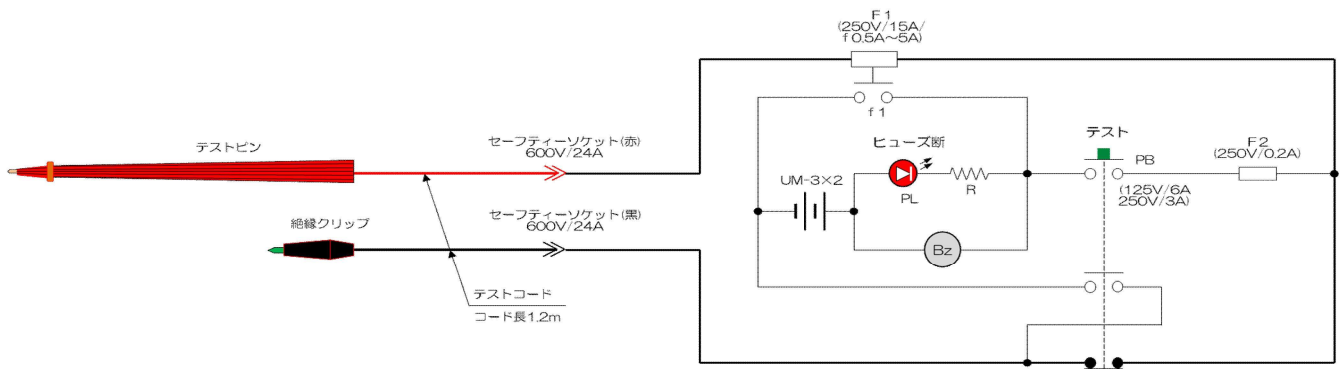 F1
(250V/15A/
f0.5A～5A)
f1
テストピン
セーフティーソケット(赤)
600V/24A
ヒューズ断
テスト
F2
(250V/0.2A)
PB
(125V/6A
250V/3A)
UM-3×2
PL
R
絶縁クリップ
セーフティーソケット(黒)
600V/24A
Bz
テストコード
コード長1.2m